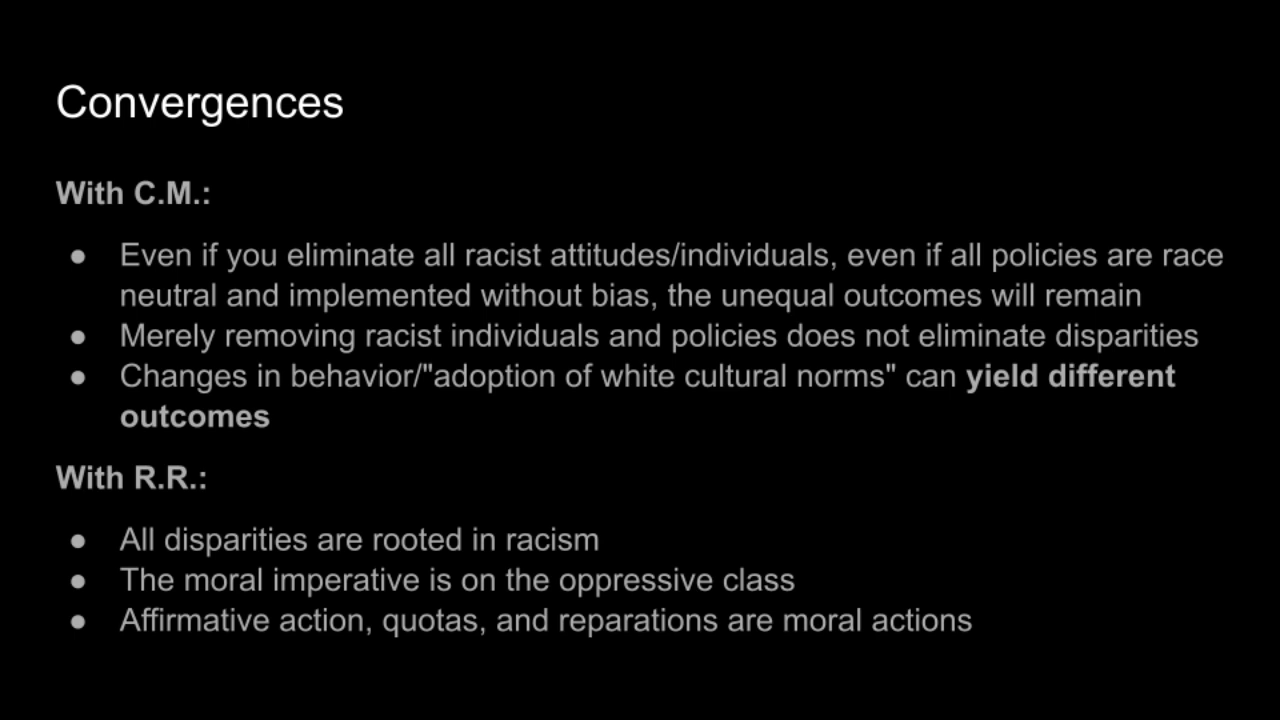 Convergences
With C.M.:
● Even if you eliminate all racist attitudes/individuals, even if all policies are race
neutral and implemented without bias, the unequal outcomes will remain
● Merely removing racist individuals and policies does not eliminate disparities
● Changes in behavior/"adoption of white cultural norms" can yield different
outcomes
With R.R.:
● All disparities are rooted in racism
● The moral imperative is on the oppressive class
● Affirmative action, quotas, and reparations are moral actions